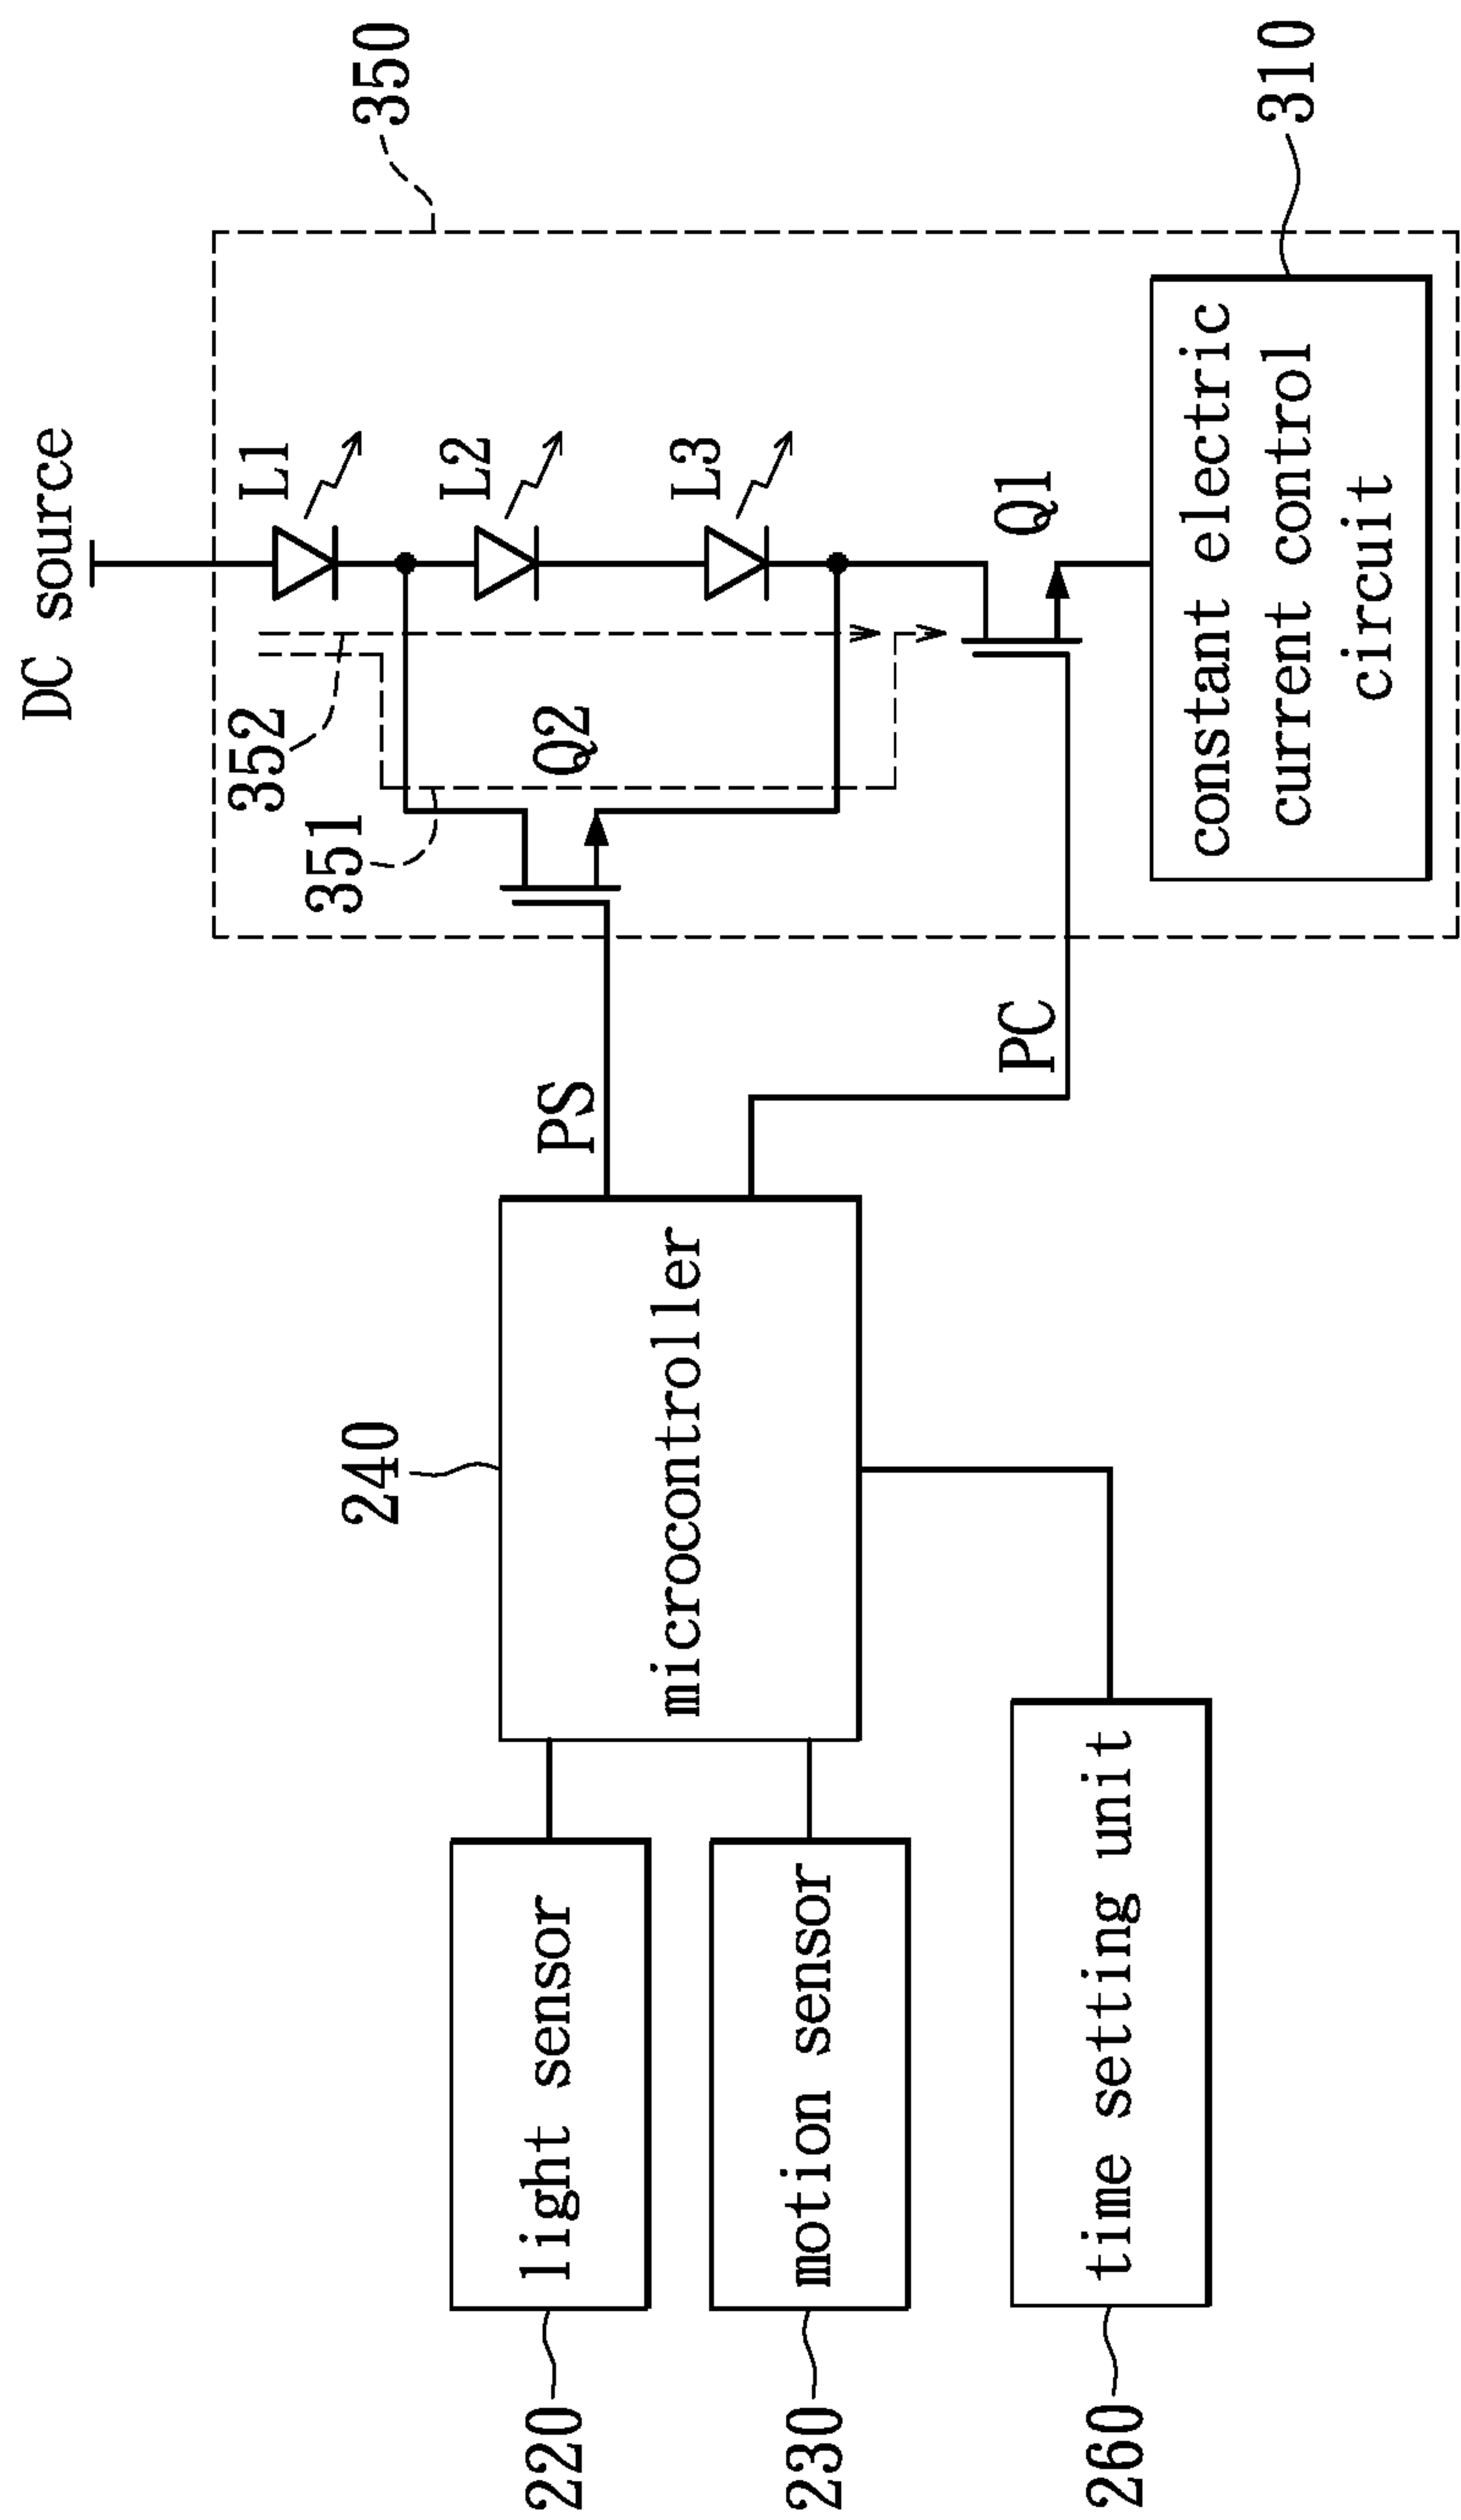 DC source
350
L1
352
351
L2
Q2
L3
PS
Q1
PC
310
constant electric
current control
circuit
240
microcontroller
220
light sensor
230
motion sensor
260
time setting unit